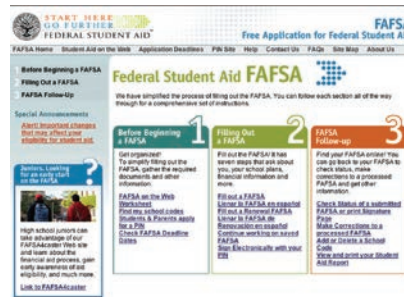 START HERE
GO FURTHER
FEDERAL STUDENT AID
FAFSA
Free Application for Federal Student Aid
FAFSA Home Student Aid on the Web Application Deadlines PIN Site Help Contact Us FAQs Site Map About Us
1 Before Beginning a FAFSA
2 Filling Out a FAFSA
3 FAFSA Follow-Up
Special Announcements
Alert! Important changes
that may affect your
eligibility for student aid.
Juniors, Looking
for an early start
on the FAFSA
?
High school juniors can
take advantage of our
FAFSA4caster Web site
and learn about the
financial aid process, gain
early awareness of aid
eligibility, and much more.
Link to FAFSA4caster
Federal Student Aid FAFSA
We have simplified the process of filling out the FAFSA. You can follow each section all of the way
through for a comprehensive set of instructions.
Before Beginning
a FAFSA
1
Get organized!
To simplify filling out the
FAFSA, gather the required
documents and other
information.
FAFSA on the Web
Worksheet
Find my school codes
Students & Parents apply
for a PIN
Check FAFSA Deadline
Dates
Filling Out
a FAFSA
2
Fill out the FAFSA! It has
seven steps that ask about
you, your school plans,
financial information and
more.
Fill out a FAFSA
Llenar la FAFSA en español
Fill out a Renewal FAFSA
Llenar la FAFSA de
Renovación en español
Continue working on saved
FAFSA
Sign Electronically with your
PIN
FAFSA
Follow-up
3
Find your FAFSA online! You
can go back to your FAFSA to
check status, make
corrections to a processed
FAFSA and get other
information.
Check Status of a submitted
FAFSA or print Signature
Page
Make Corrections to a
processed FAFSA
Add or Delete a School
Code
View and print your Student
Aid Report